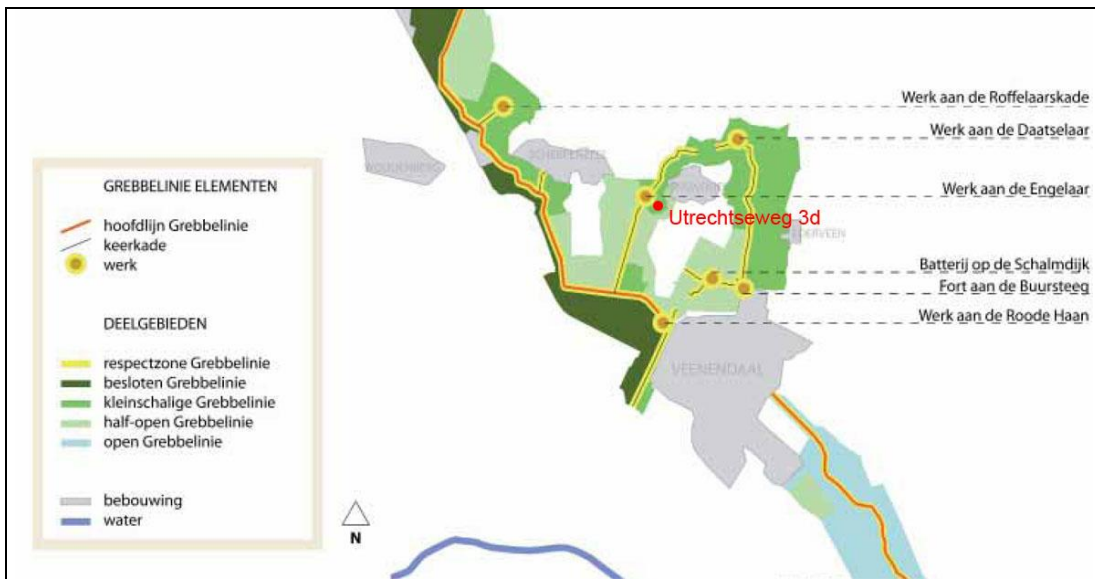 Werk aan de Roffelaarskade
Werk aan de Daatselaar
Werk aan de Engelaar
Utrechtseweg 3d
Batterij op de Schalmdijk
Fort aan de Buursteeg
Werk aan de Roode Haan
WOUDENBERG
SCHERPENZEEL
VEENENDAAL
GREBBELINIE ELEMENTEN
hoofdlijn Grebbelinie
keerkade
werk
DEELGEBIEDEN
respectzone Grebbelinie
besloten Grebbelinie
kleinschalige Grebbelinie
half-open Grebbelinie
open Grebbelinie
bebouwing
water
N